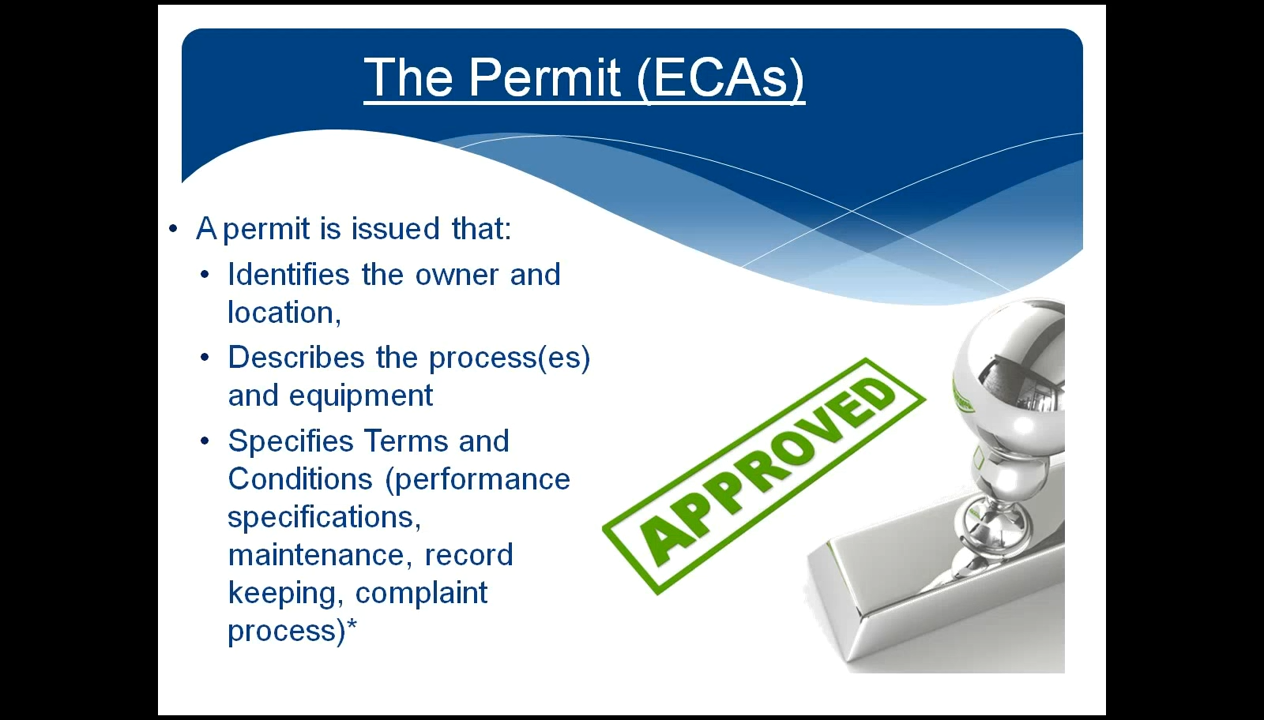 The Permit (ECAs)
• A permit is issued that:
• Identifies the owner and
location,
• Describes the process(es)
and equipment
• Specifies Terms and
Conditions (performance
specifications,
maintenance, record
keeping, complaint
process)*
APPROVED